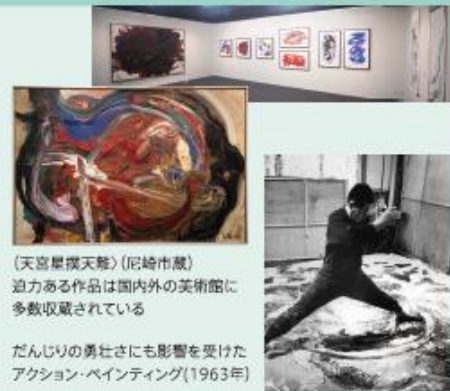 〈天富星撲天鵰〉(尼崎市蔵)
迫力ある作品は国内外の美術館に
多数収蔵されている
だんじりの勇壮さにも影響を受けた
アクション・ペインティング(1963年)